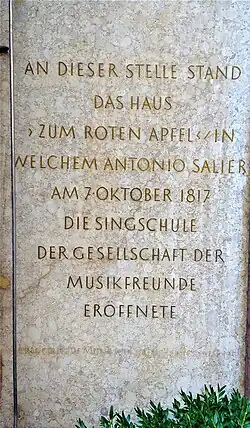 AN DIESER STELLE STAND
DAS HAUS
›ZUM ROTEN APFEL‹/IN
WELCHEM ANTONIO SALIERI
AM 7·OKTOBER 1817
DIE SINGSCHULE
DER GESELLSCHAFT DER
MUSIKFREUNDE
ERÖFFNETE